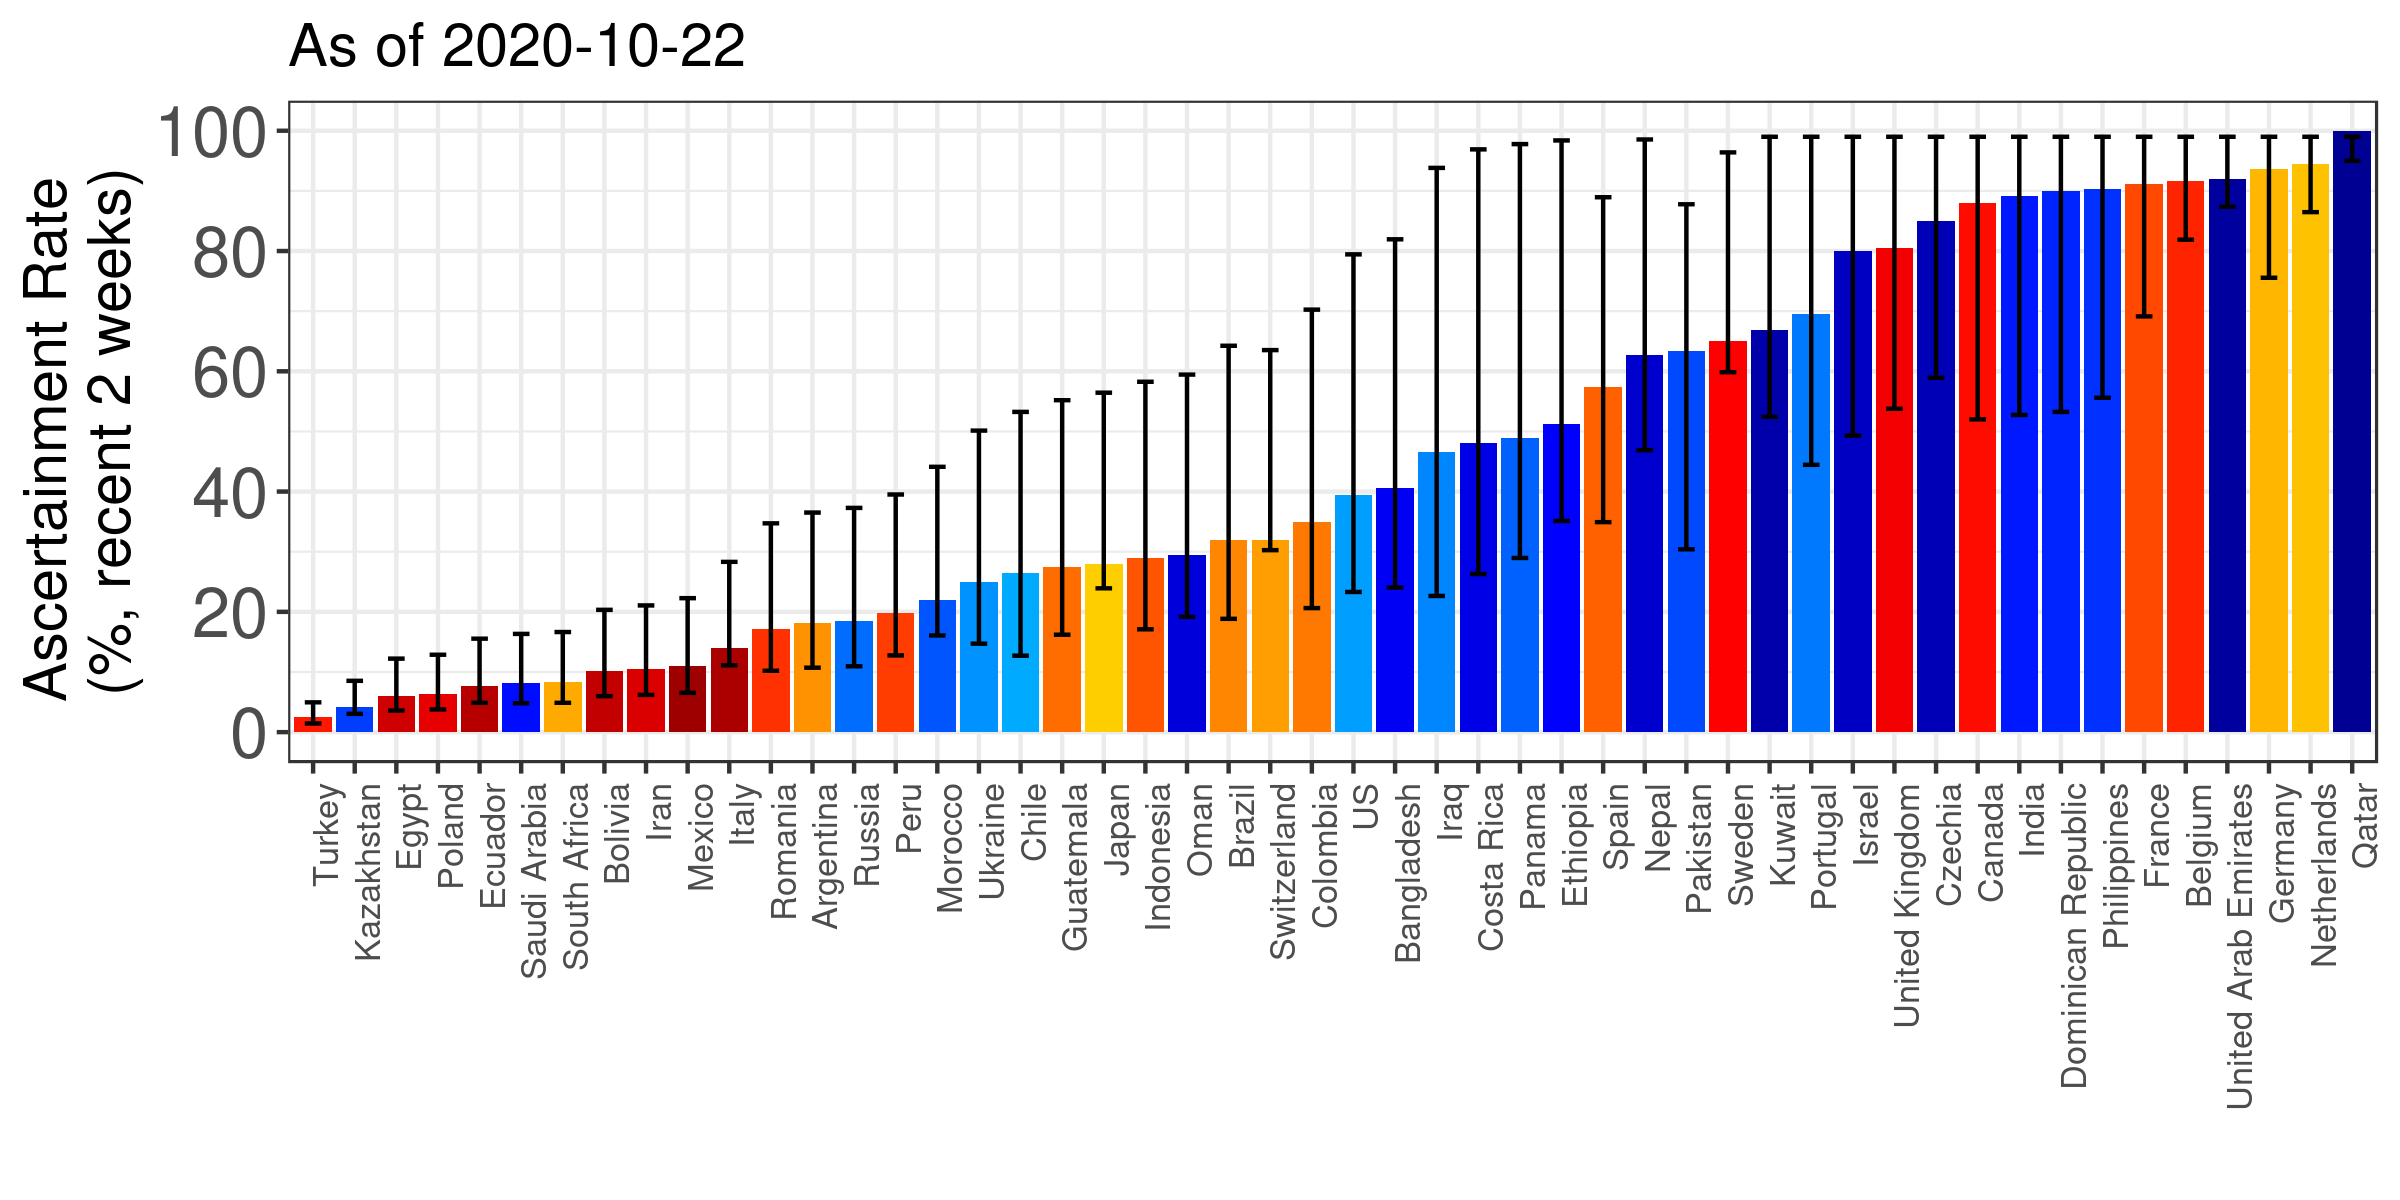 As of 2020-10-22
Ascertainment Rate
(%, recent 2 weeks)
100
80
60
40
20
0
Turkey
Kazakhstan
Egypt
Poland
Ecuador
Saudi Arabia
South Africa
Bolivia
Iran
Mexico
Italy
Romania
Argentina
Russia
Peru
Morocco
Ukraine
Chile
Guatemala
Japan
Indonesia
Oman
Brazil
Switzerland
Colombia
US
Bangladesh
Iraq
Costa Rica
Panama
Ethiopia
Spain
Nepal
Pakistan
Sweden
Kuwait
Portugal
Israel
United Kingdom
Czechia
Canada
India
Dominican Republic
Philippines
France
Belgium
United Arab Emirates
Germany
Netherlands
Qatar